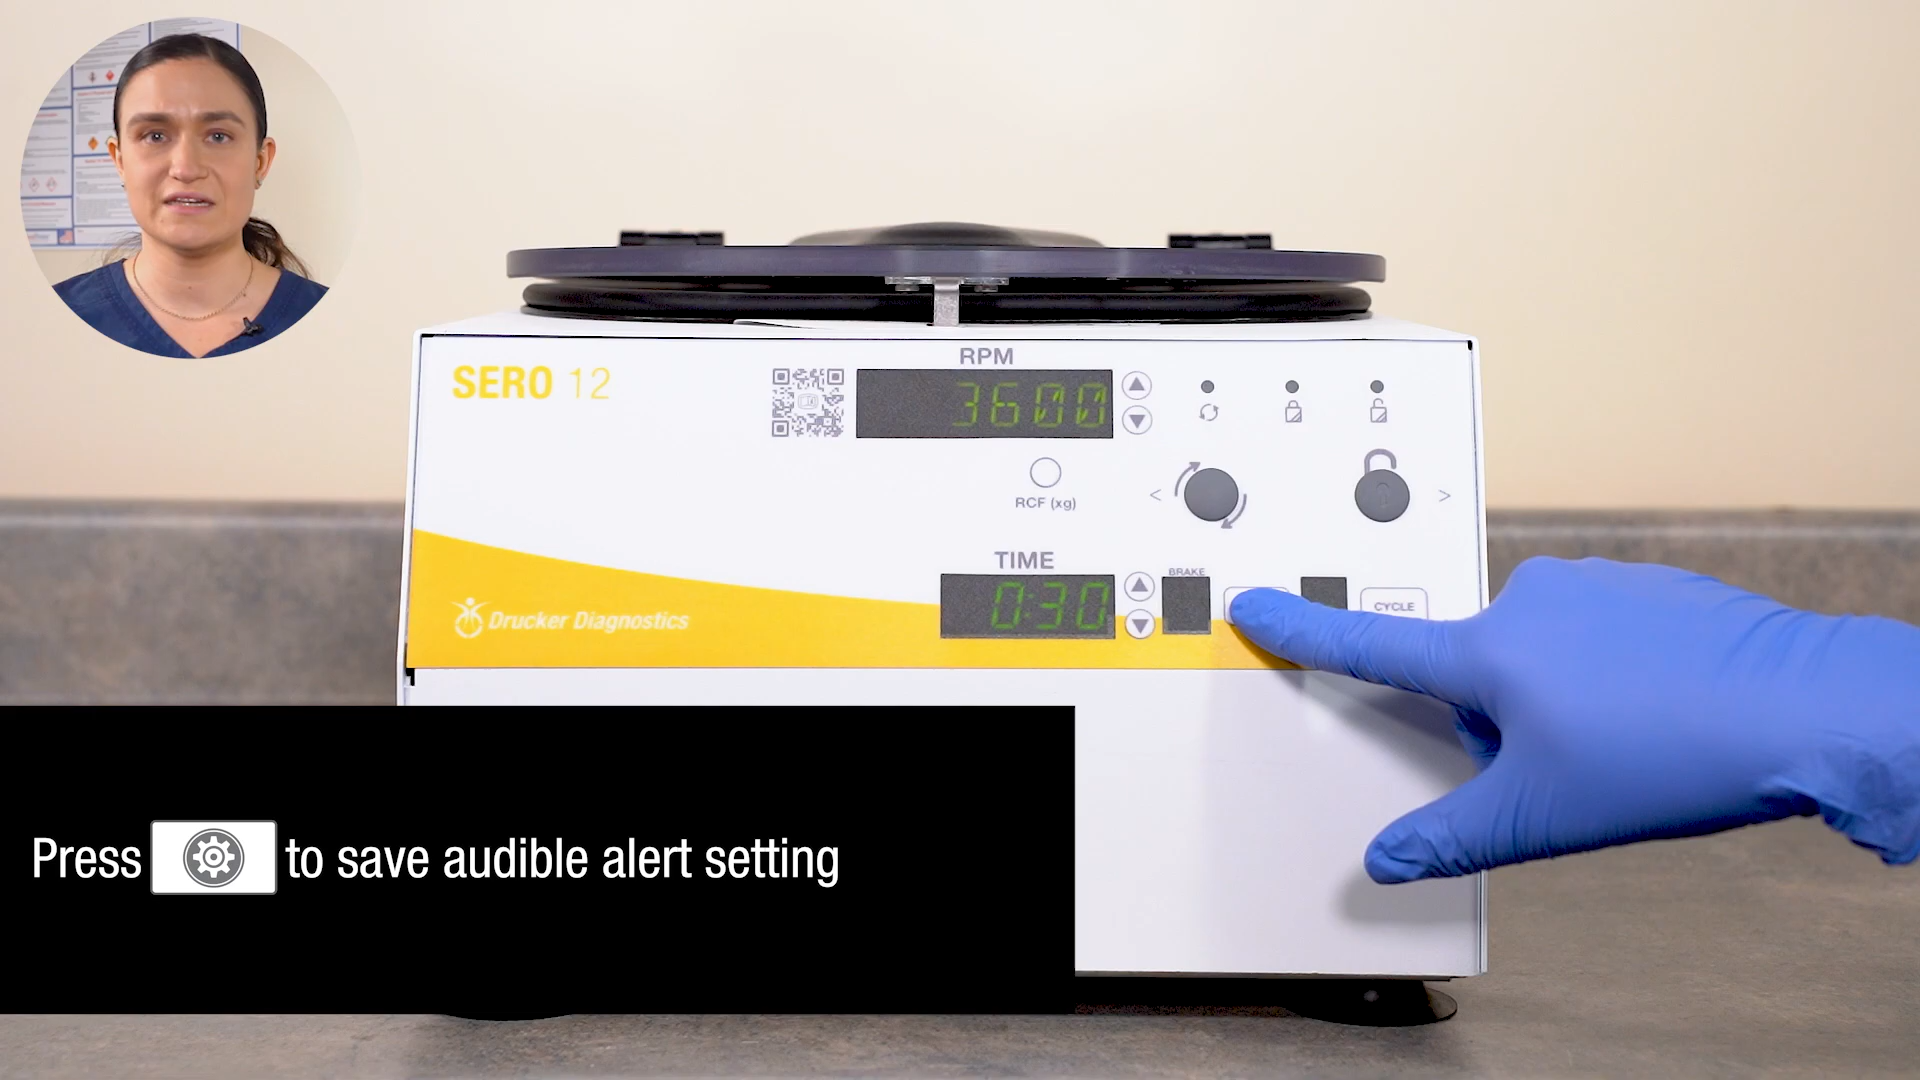 SERO 12
RPM
3600
RCF (xg)
< >
TIME
0:30
BRAKE
CYCLE
Drucker Diagnostics
Press to save audible alert setting